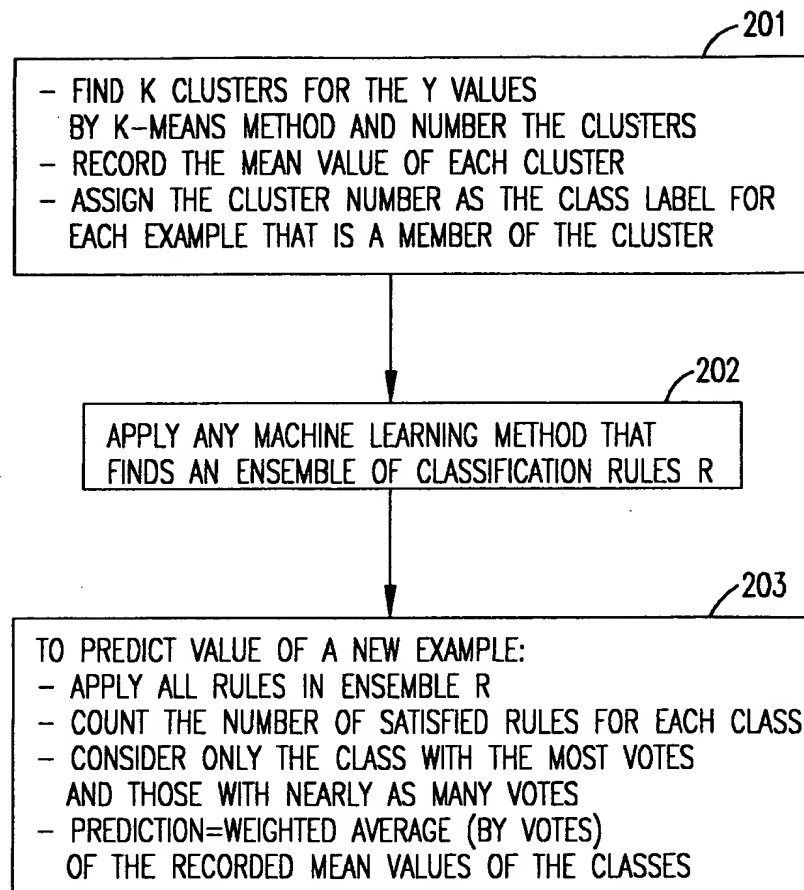 201
- FIND K CLUSTERS FOR THE Y VALUES
BY K-MEANS METHOD AND NUMBER THE CLUSTERS
- RECORD THE MEAN VALUE OF EACH CLUSTER
- ASSIGN THE CLUSTER NUMBER AS THE CLASS LABEL FOR
EACH EXAMPLE THAT IS A MEMBER OF THE CLUSTER
202
APPLY ANY MACHINE LEARNING METHOD THAT
FINDS AN ENSEMBLE OF CLASSIFICATION RULES R
203
TO PREDICT VALUE OF A NEW EXAMPLE:
- APPLY ALL RULES IN ENSEMBLE R
- COUNT THE NUMBER OF SATISFIED RULES FOR EACH CLASS
- CONSIDER ONLY THE CLASS WITH THE MOST VOTES
AND THOSE WITH NEARLY AS MANY VOTES
- PREDICTION=WEIGHTED AVERAGE (BY VOTES)
OF THE RECORDED MEAN VALUES OF THE CLASSES